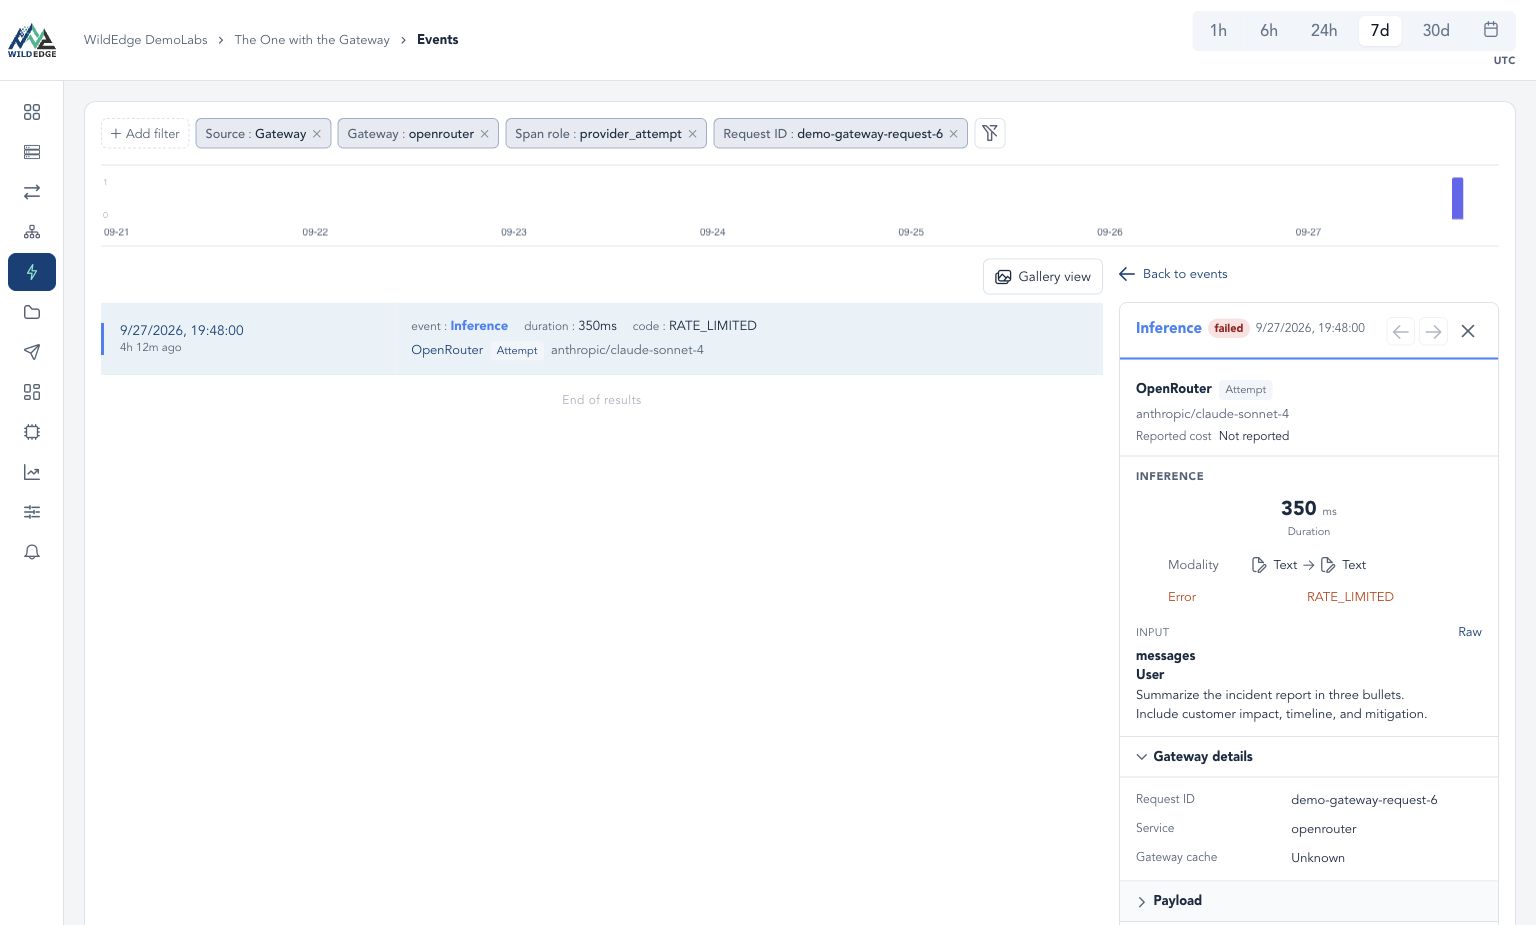 WILDEDGE
WildEdge DemoLabs > The One with the Gateway > Events
1h 6h 24h 7d 30d
UTC
+ Add filter Source : Gateway × Gateway : openrouter × Span role : provider_attempt × Request ID : demo-gateway-request-6 ×
1
0
09-21 09-22 09-23 09-24 09-25 09-26 09-27
Gallery view
9/27/2026, 19:48:00
4h 12m ago
event : Inference duration : 350ms code : RATE_LIMITED
OpenRouter Attempt anthropic/claude-sonnet-4
End of results
← Back to events
Inference failed 9/27/2026, 19:48:00
OpenRouter Attempt
anthropic/claude-sonnet-4
Reported cost Not reported
INFERENCE
350 ms
Duration
Modality Text → Text
Error RATE_LIMITED
INPUT Raw
messages
User
Summarize the incident report in three bullets.
Include customer impact, timeline, and mitigation.
Gateway details
Request ID demo-gateway-request-6
Service openrouter
Gateway cache Unknown
Payload